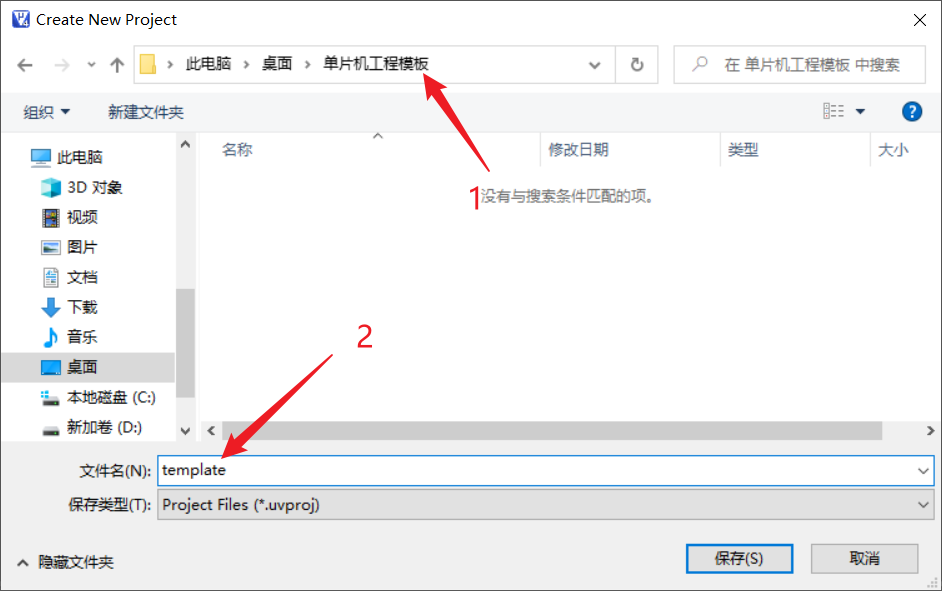 Create New Project
此电脑 › 桌面 › 单片机工程模板
在 单片机工程模板 中搜索
组织
新建文件夹
名称
修改日期
类型
大小
此电脑
3D 对象
视频
图片
文档
下载
音乐
桌面
本地磁盘 (C:)
新加卷 (D:)
1
没有与搜索条件匹配的项。
2
文件名(N): template
保存类型(T): Project Files (*.uvproj)
隐藏文件夹
保存(S)
取消